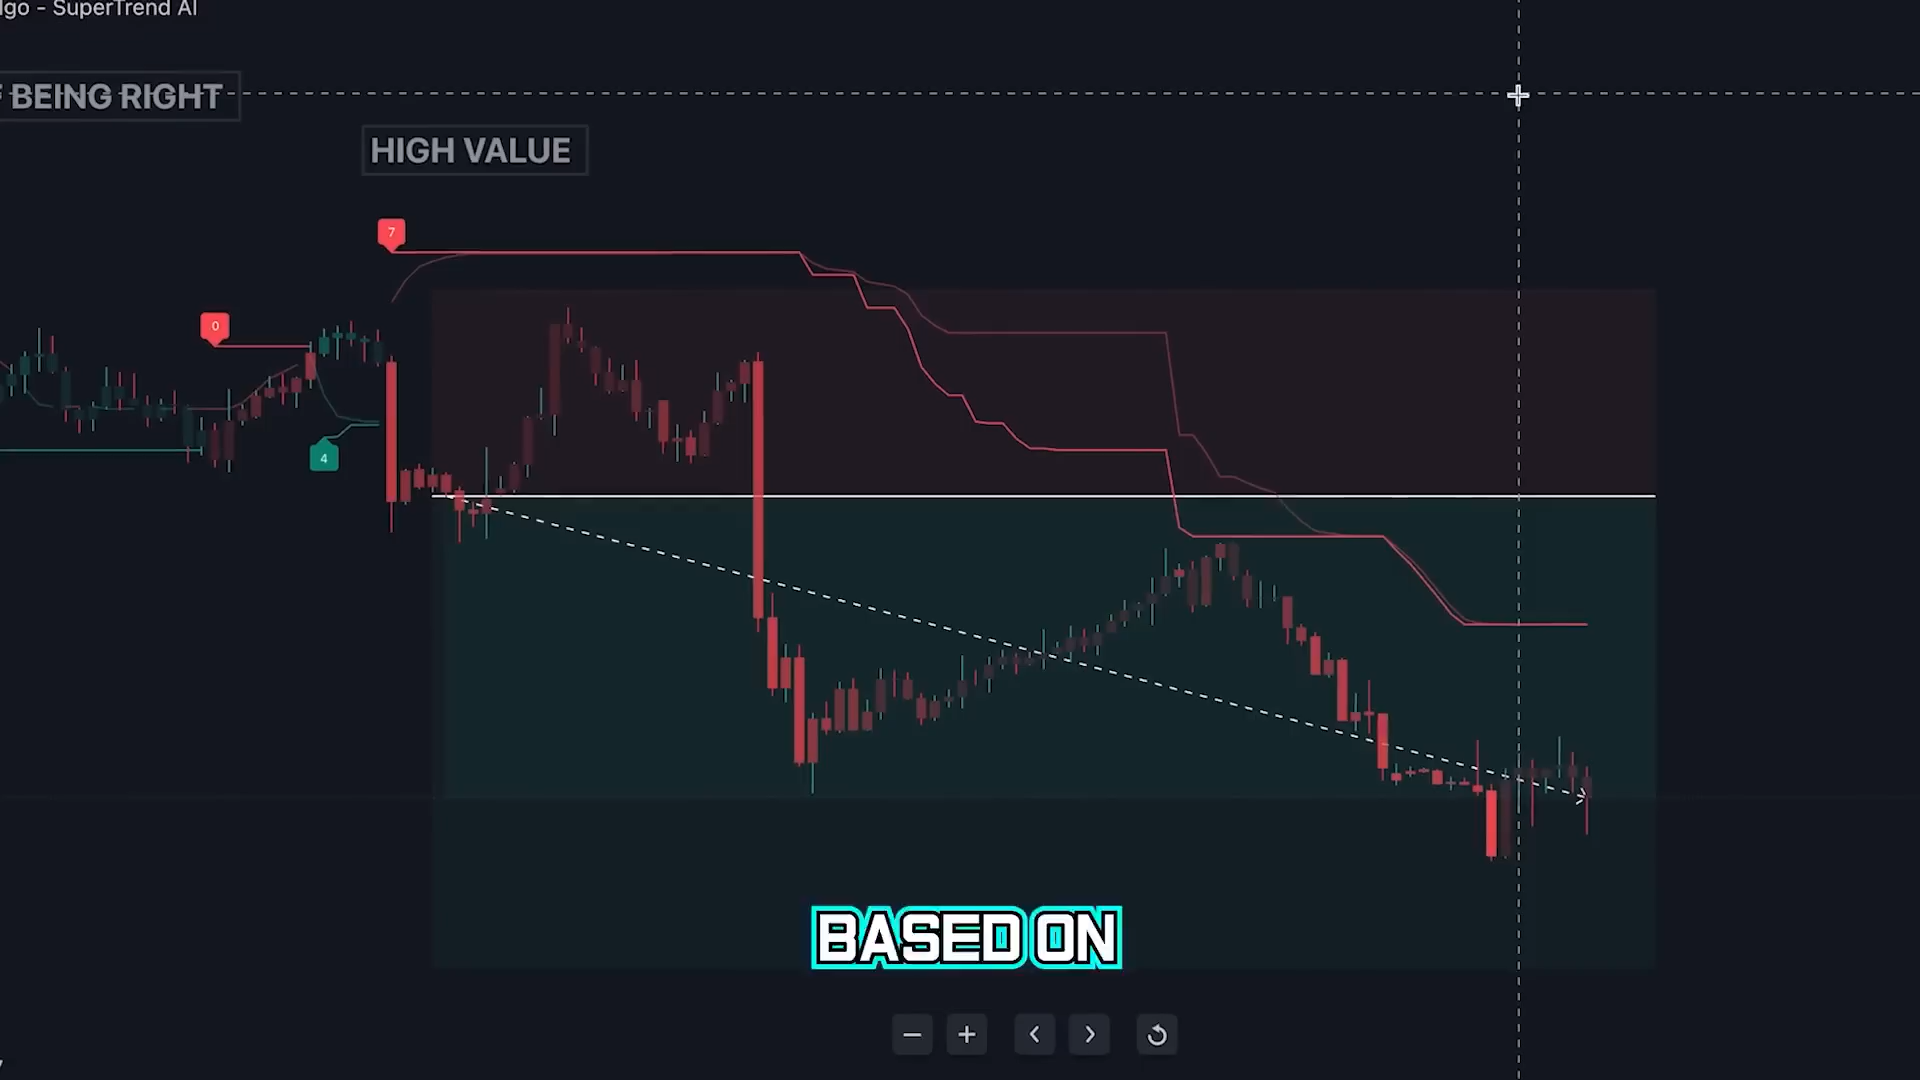 lgo - SuperTrend AI
BEING RIGHT
HIGH VALUE
7
0
4
BASED ON